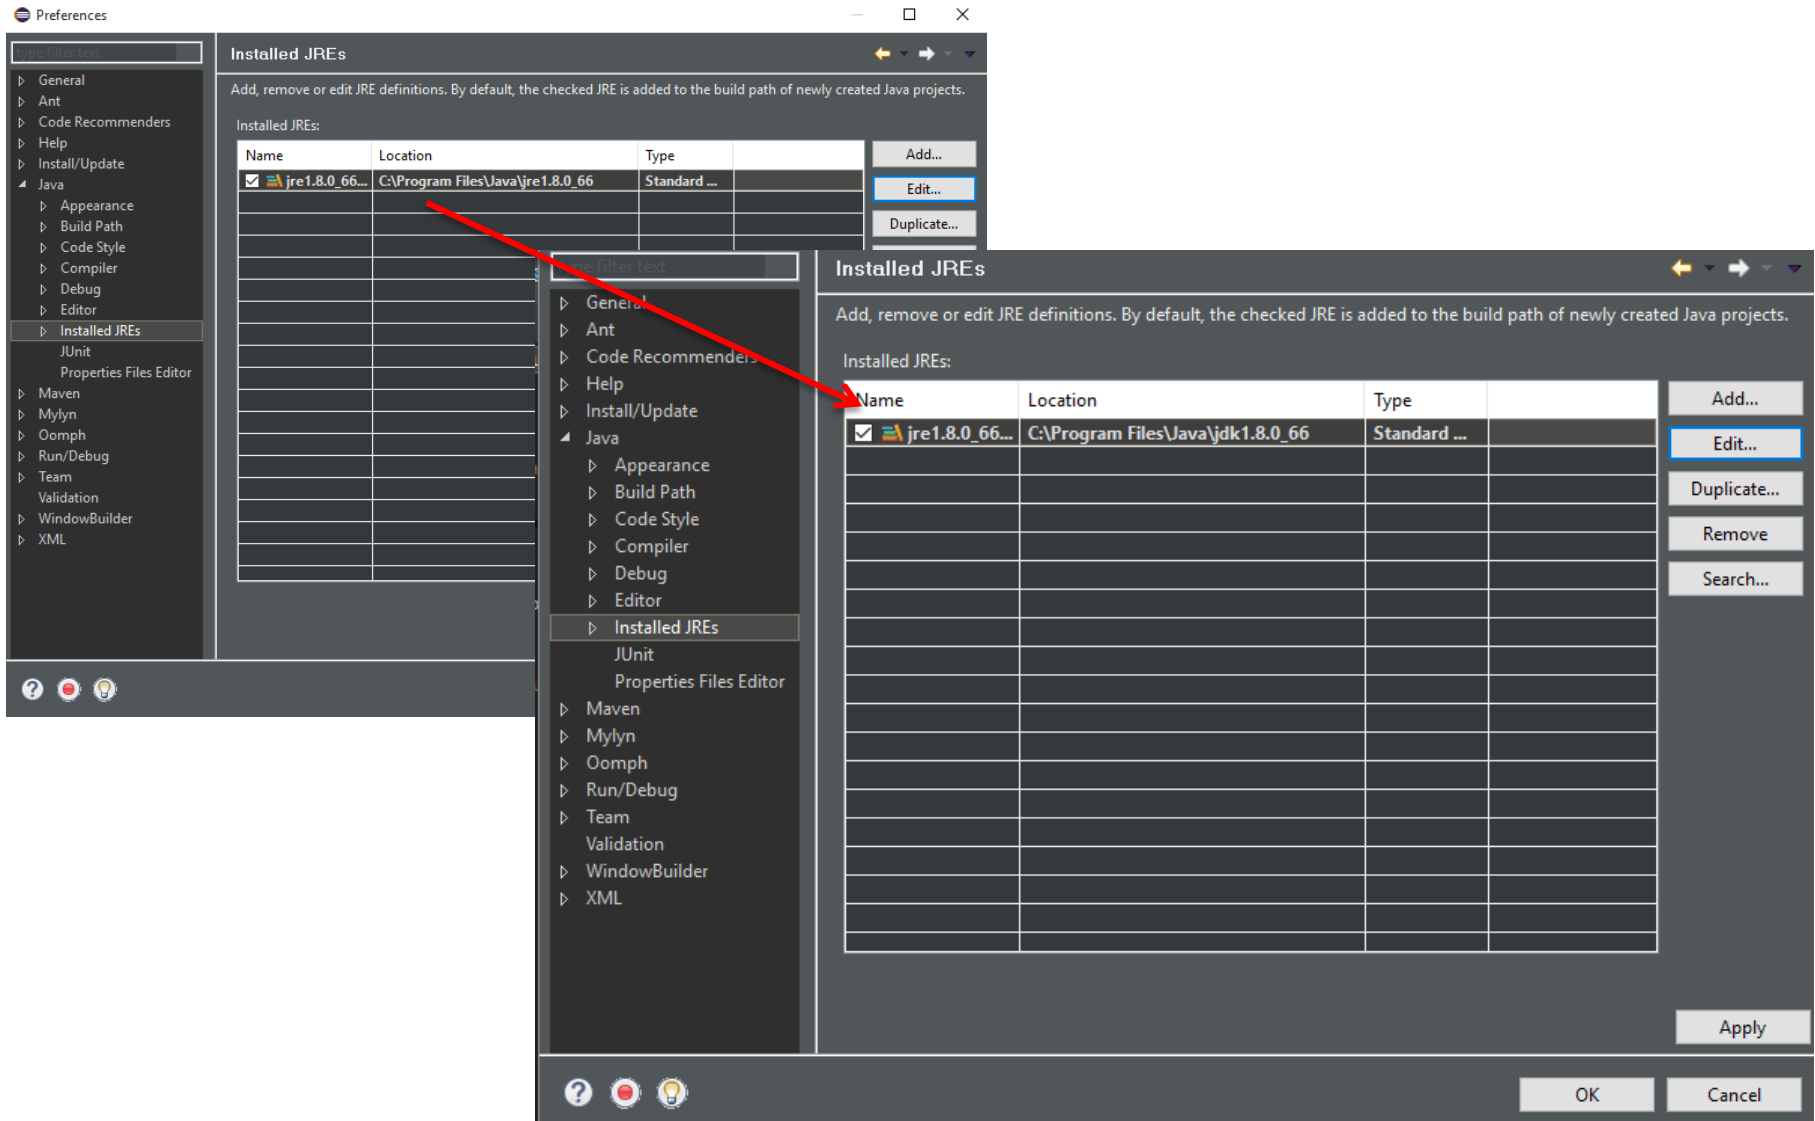 Preferences
type filter text
Installed JREs
General
Ant
Code Recommenders
Help
Install/Update
Java
Appearance
Build Path
Code Style
Compiler
Debug
Editor
Installed JREs
JUnit
Properties Files Editor
Maven
Mylyn
Oomph
Run/Debug
Team
Validation
WindowBuilder
XML
Add, remove or edit JRE definitions. By default, the checked JRE is added to the build path of newly created Java projects.
Installed JREs:
Name Location Type
jre1.8.0_66... C:\Program Files\Java\jre1.8.0_66 Standard ...
Add...
Edit...
Duplicate...
type filter text
Installed JREs
General
Ant
Code Recommenders
Help
Install/Update
Java
Appearance
Build Path
Code Style
Compiler
Debug
Editor
Installed JREs
JUnit
Properties Files Editor
Maven
Mylyn
Oomph
Run/Debug
Team
Validation
WindowBuilder
XML
Add, remove or edit JRE definitions. By default, the checked JRE is added to the build path of newly created Java projects.
Installed JREs:
Name Location Type
jre1.8.0_66... C:\Program Files\Java\jdk1.8.0_66 Standard ...
Add...
Edit...
Duplicate...
Remove
Search...
Apply
OK
Cancel